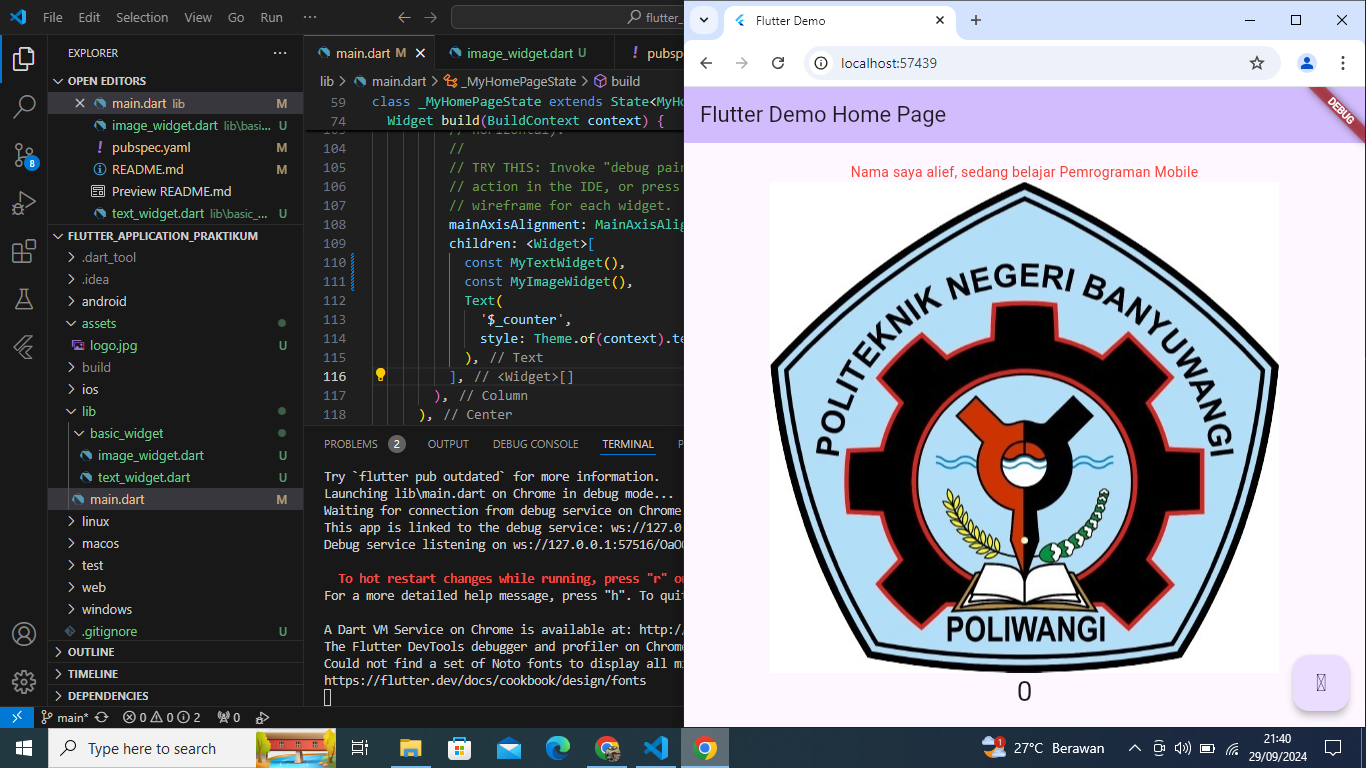 File Edit Selection View Go Run ···
flutter_
EXPLORER
OPEN EDITORS
main.dart lib M
image_widget.dart lib\basi... U
pubspec.yaml M
README.md M
Preview README.md
text_widget.dart lib\basic_... U
FLUTTER_APPLICATION_PRAKTIKUM
.dart_tool
.idea
android
assets
logo.jpg U
build
ios
lib
basic_widget
image_widget.dart U
text_widget.dart U
main.dart M
linux
macos
test
web
windows
.gitignore U
OUTLINE
TIMELINE
DEPENDENCIES
8
main.dart M
image_widget.dart U
pubsp
lib > main.dart > _MyHomePageState > build
59 class _MyHomePageState extends State<MyHo
74 Widget build(BuildContext context) {
104 //
105 // TRY THIS: Invoke "debug pain
106 // action in the IDE, or press
107 // wireframe for each widget.
108 mainAxisAlignment: MainAxisAlig
109 children: <Widget>[
110 const MyTextWidget(),
111 const MyImageWidget(),
112 Text(
113 '$_counter',
114 style: Theme.of(context).te
115 ), // Text
116 ], // <Widget>[]
117 ), // Column
118 ), // Center
PROBLEMS 2 OUTPUT DEBUG CONSOLE TERMINAL P
Try `flutter pub outdated` for more information.
Launching lib\main.dart on Chrome in debug mode...
Waiting for connection from debug service on Chrome
This app is linked to the debug service: ws://127.0
Debug service listening on ws://127.0.0.1:57516/OaO
To hot restart changes while running, press "r" o
For a more detailed help message, press "h". To quit
A Dart VM Service on Chrome is available at: http:/
The Flutter DevTools debugger and profiler on Chrome
Could not find a set of Noto fonts to display all mi
https://flutter.dev/docs/cookbook/design/fonts
main* 0 0 2 0
Flutter Demo
localhost:57439
Flutter Demo Home Page
DEBUG
Nama saya alief, sedang belajar Pemrograman Mobile
POLITEKNIK NEGERI BANYUWANGI
POLIWANGI
0
Type here to search
1
27°C Berawan
21:40
29/09/2024